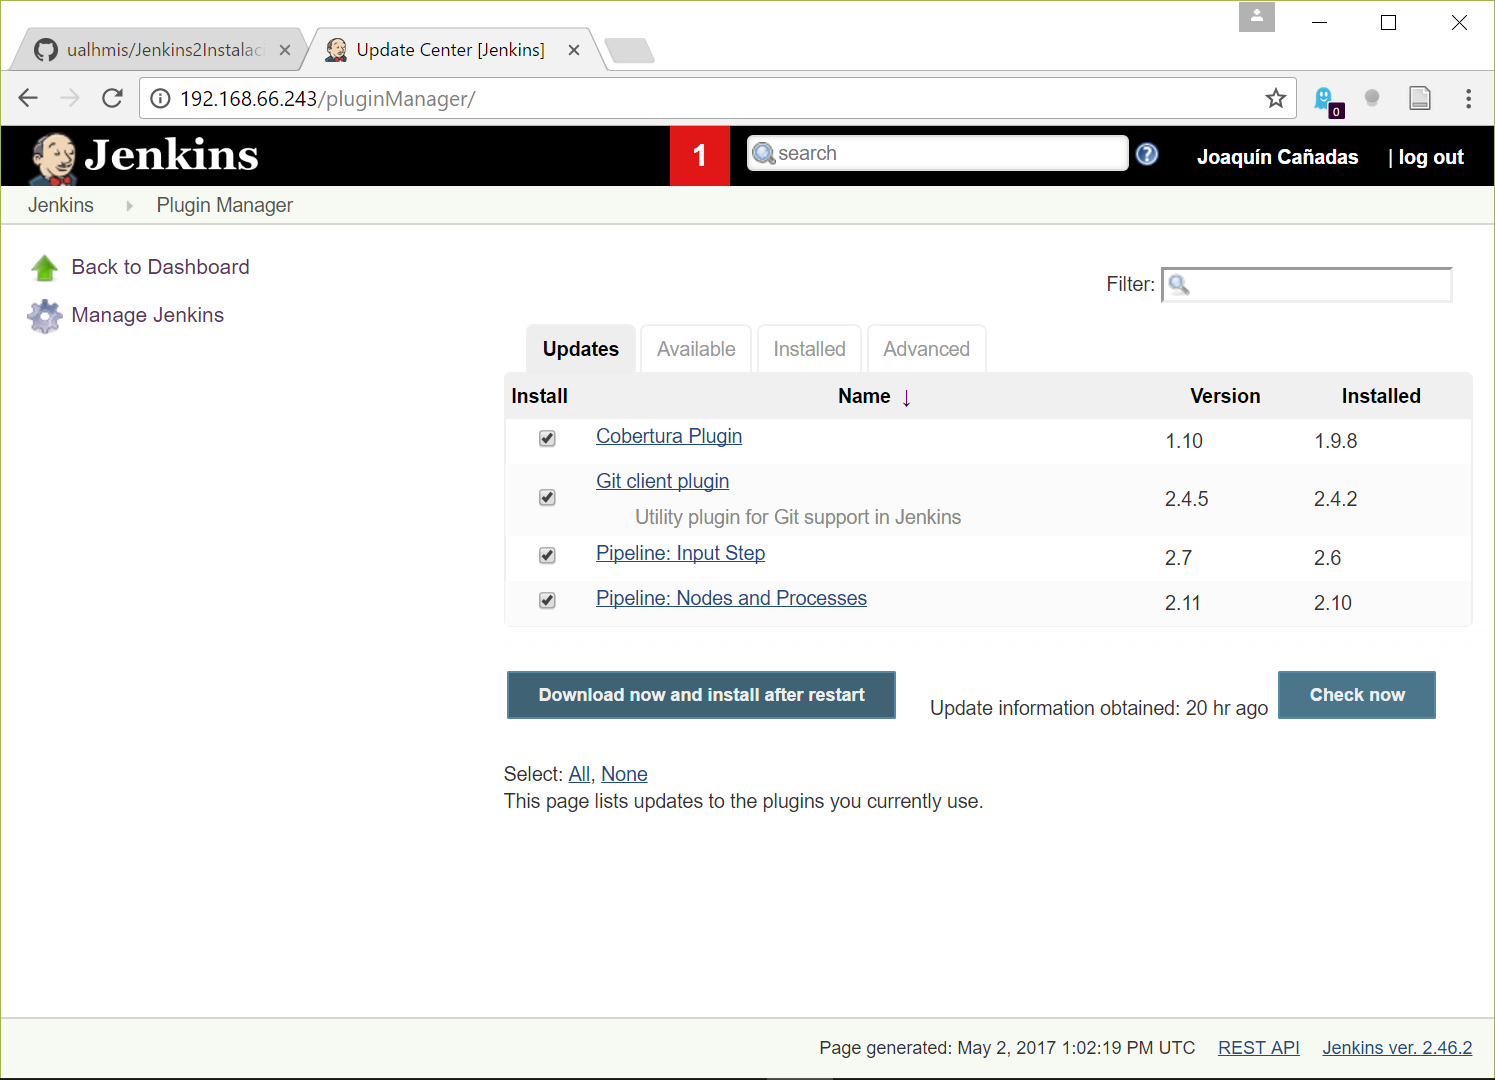 ualhmis/Jenkins2Instalaci
Update Center [Jenkins]
192.168.66.243/pluginManager/
0
Jenkins
1
search
?
Joaquín Cañadas
| log out
Jenkins
Plugin Manager
Back to Dashboard
Manage Jenkins
Filter:
Updates
Available
Installed
Advanced
Install Name ↓ Version Installed
Cobertura Plugin 1.10 1.9.8
Git client plugin 2.4.5 2.4.2
Utility plugin for Git support in Jenkins
Pipeline: Input Step 2.7 2.6
Pipeline: Nodes and Processes 2.11 2.10
Download now and install after restart
Update information obtained: 20 hr ago
Check now
Select: All, None
This page lists updates to the plugins you currently use.
Page generated: May 2, 2017 1:02:19 PM UTC REST API Jenkins ver. 2.46.2